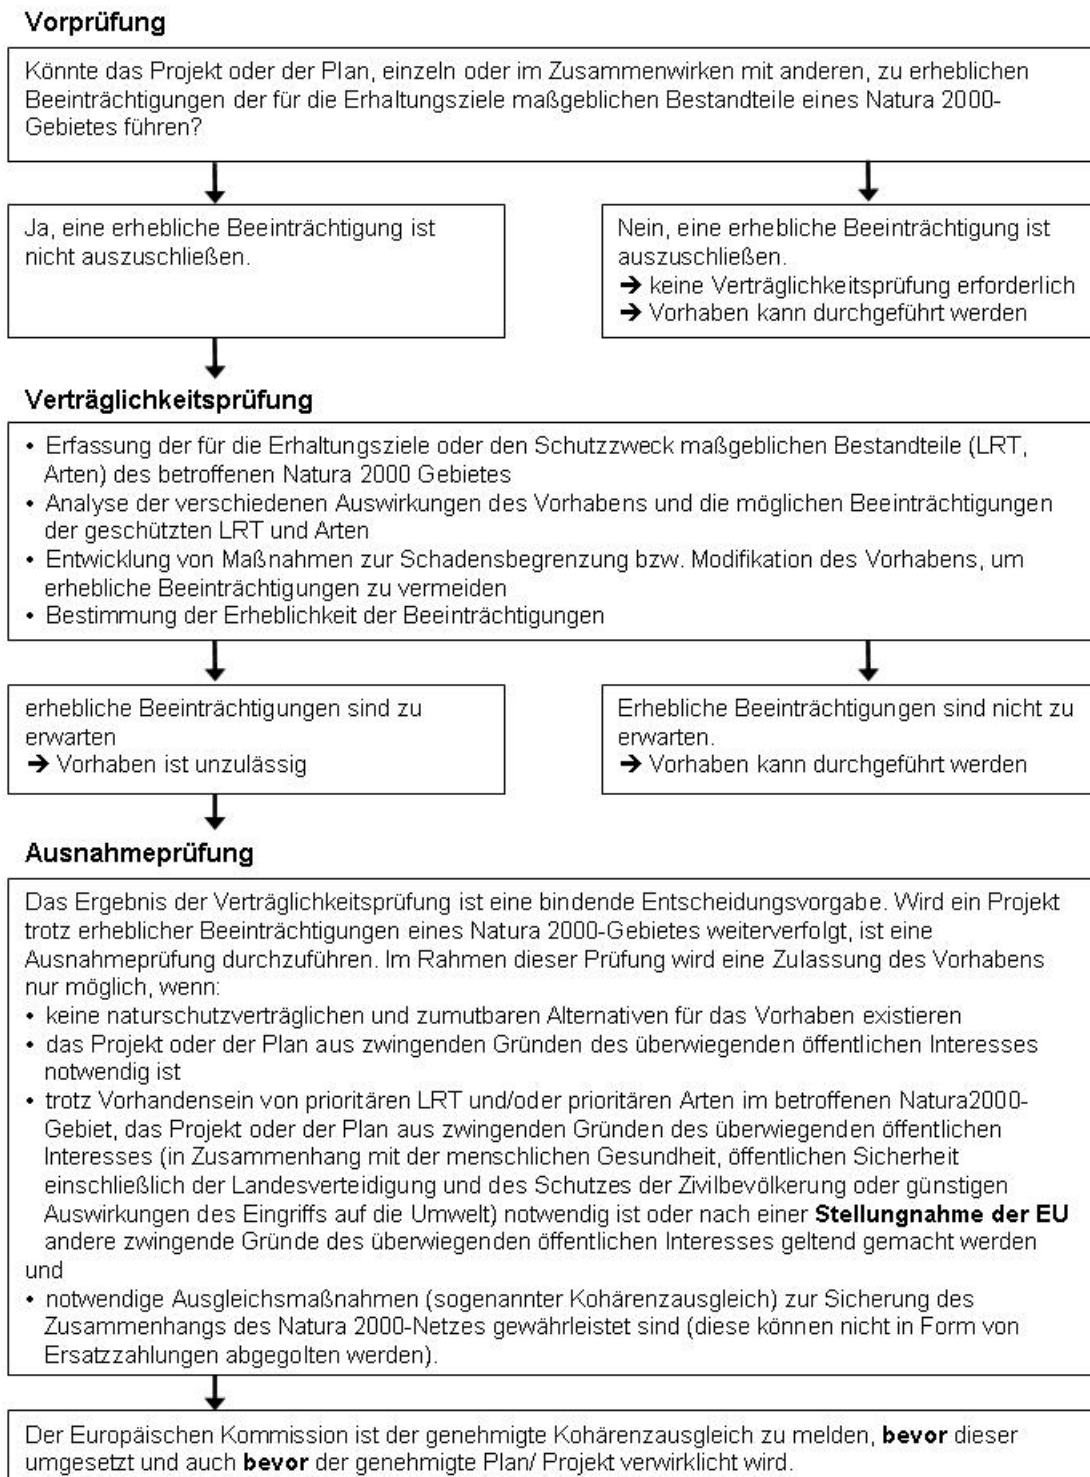 Vorprüfung
Könnte das Projekt oder der Plan, einzeln oder im Zusammenwirken mit anderen, zu erheblichen
Beeinträchtigungen der für die Erhaltungsziele maßgeblichen Bestandteile eines Natura 2000-
Gebietes führen?
Ja, eine erhebliche Beeinträchtigung ist
nicht auszuschließen.
Nein, eine erhebliche Beeinträchtigung ist
auszuschließen.
➔ keine Verträglichkeitsprüfung erforderlich
➔ Vorhaben kann durchgeführt werden
Verträglichkeitsprüfung
• Erfassung der für die Erhaltungsziele oder den Schutzzweck maßgeblichen Bestandteile (LRT,
Arten) des betroffenen Natura 2000 Gebietes
• Analyse der verschiedenen Auswirkungen des Vorhabens und die möglichen Beeinträchtigungen
der geschützten LRT und Arten
• Entwicklung von Maßnahmen zur Schadensbegrenzung bzw. Modifikation des Vorhabens, um
erhebliche Beeinträchtigungen zu vermeiden
• Bestimmung der Erheblichkeit der Beeinträchtigungen
erhebliche Beeinträchtigungen sind zu
erwarten
➔ Vorhaben ist unzulässig
Erhebliche Beeinträchtigungen sind nicht zu
erwarten.
➔ Vorhaben kann durchgeführt werden
Ausnahmeprüfung
Das Ergebnis der Verträglichkeitsprüfung ist eine bindende Entscheidungsvorgabe. Wird ein Projekt
trotz erheblicher Beeinträchtigungen eines Natura 2000-Gebietes weiterverfolgt, ist eine
Ausnahmeprüfung durchzuführen. Im Rahmen dieser Prüfung wird eine Zulassung des Vorhabens
nur möglich, wenn:
• keine naturschutzverträglichen und zumutbaren Alternativen für das Vorhaben existieren
• das Projekt oder der Plan aus zwingenden Gründen des überwiegenden öffentlichen Interesses
notwendig ist
• trotz Vorhandensein von prioritären LRT und/oder prioritären Arten im betroffenen Natura2000-
Gebiet, das Projekt oder der Plan aus zwingenden Gründen des überwiegenden öffentlichen
Interesses (in Zusammenhang mit der menschlichen Gesundheit, öffentlichen Sicherheit
einschließlich der Landesverteidigung und des Schutzes der Zivilbevölkerung oder günstigen
Auswirkungen des Eingriffs auf die Umwelt) notwendig ist oder nach einer Stellungnahme der EU
andere zwingende Gründe des überwiegenden öffentlichen Interesses geltend gemacht werden
und
• notwendige Ausgleichsmaßnahmen (sogenannter Kohärenzausgleich) zur Sicherung des
Zusammenhangs des Natura 2000-Netzes gewährleistet sind (diese können nicht in Form von
Ersatzzahlungen abgegolten werden).
Der Europäischen Kommission ist der genehmigte Kohärenzausgleich zu melden, bevor dieser
umgesetzt und auch bevor der genehmigte Plan/ Projekt verwirklicht wird.